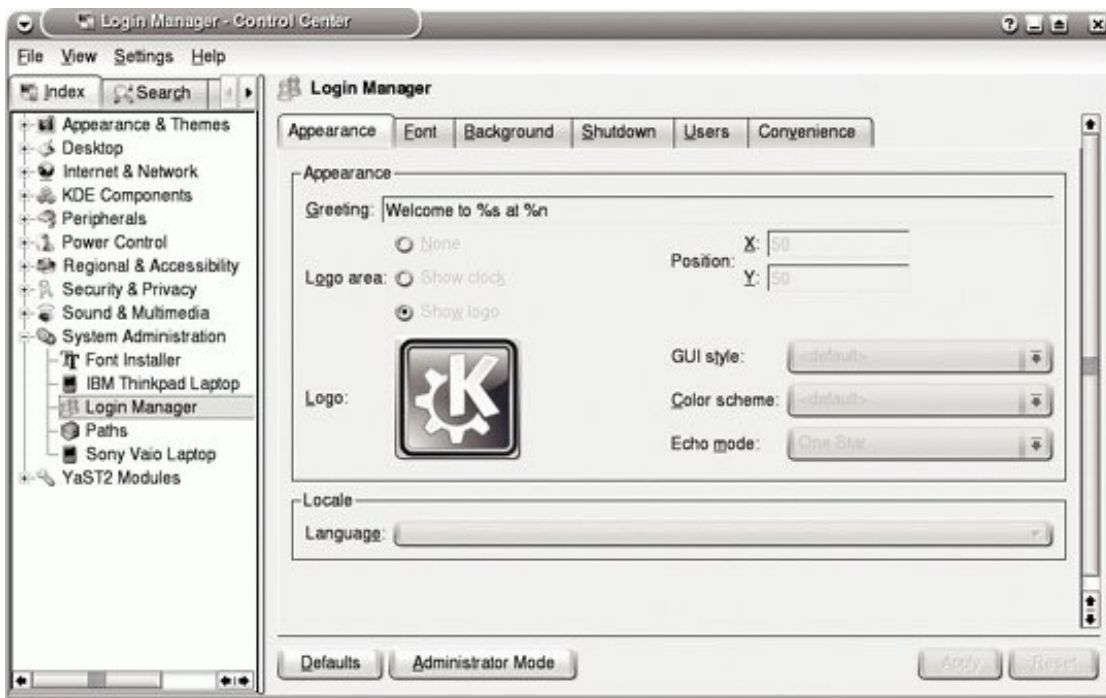 Login Manager - Control Center
File View Settings Help
Index Search
Appearance & Themes
Desktop
Internet & Network
KDE Components
Peripherals
Power Control
Regional & Accessibility
Security & Privacy
Sound & Multimedia
System Administration
Font Installer
IBM Thinkpad Laptop
Login Manager
Paths
Sony Vaio Laptop
YaST2 Modules
Login Manager
Appearance Font Background Shutdown Users Convenience
Appearance
Greeting: Welcome to %s at %n
Logo area:
None
Show clock
Show logo
Position:
X: 50
Y: 50
Logo:
K
GUI style: <default>
Color scheme: <default>
Echo mode: One Star
Locale
Language:
Defaults Administrator Mode Apply Reset